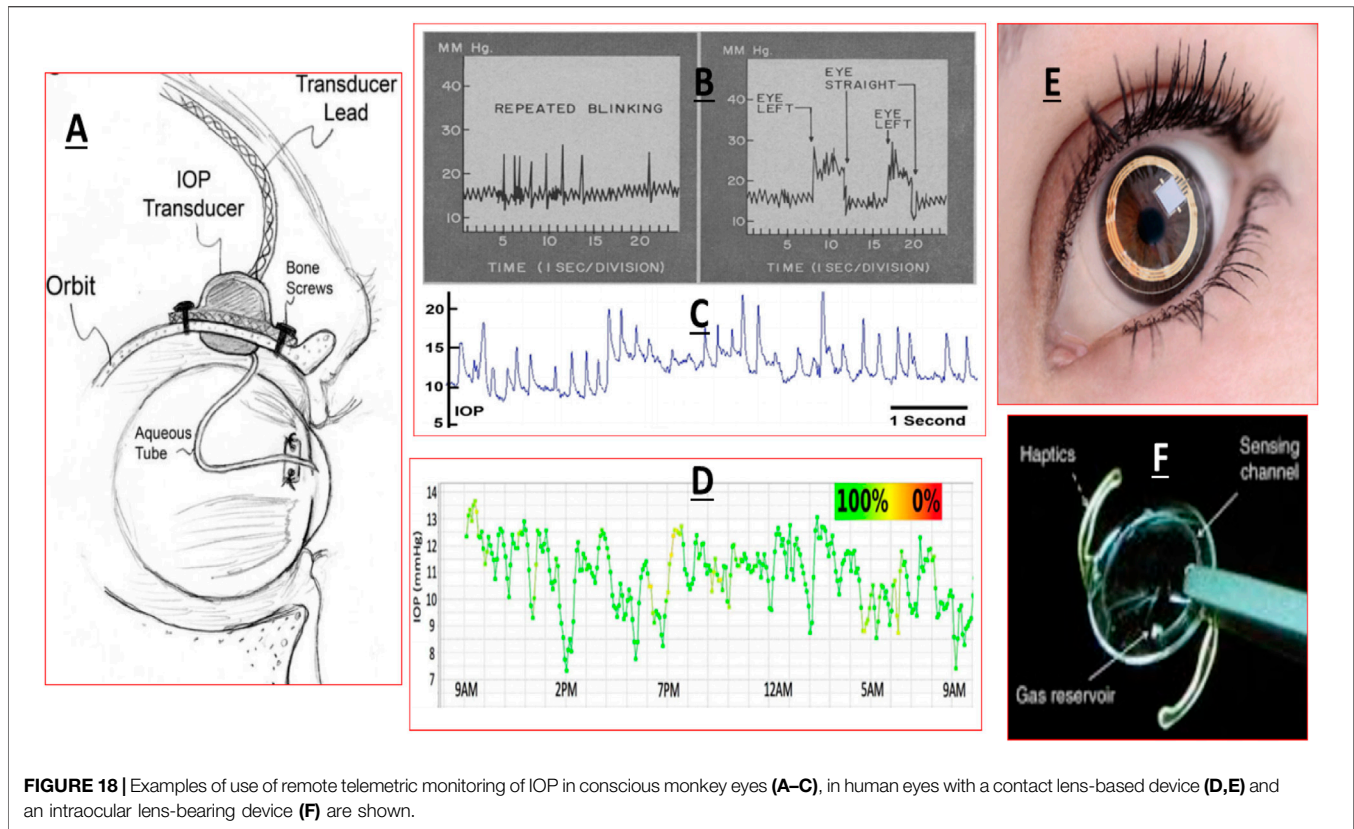 A
Transducer
Lead
IOP
Transducer
Bone
Screws
Orbit
Aqueous
Tube
B
MM Hg.
40
30
20
10
REPEATED BLINKING
5 10 15 20
TIME (1 SEC/DIVISION)
MM Hg.
40
30
20
10
EYE
LEFT
EYE
STRAIGHT
EYE
LEFT
5 10 15 20
TIME (1 SEC/DIVISION)
C
20
15
10
5
IOP
1 Second
D
100% 0%
IOP (mmHg)
14
13
12
11
10
9
8
7
9AM 2PM 7PM 12AM 5AM 9AM
E
F
Haptics
Sensing
channel
Gas reservoir
FIGURE 18 | Examples of use of remote telemetric monitoring of IOP in conscious monkey eyes (A–C), in human eyes with a contact lens-based device (D,E) and
an intraocular lens-bearing device (F) are shown.